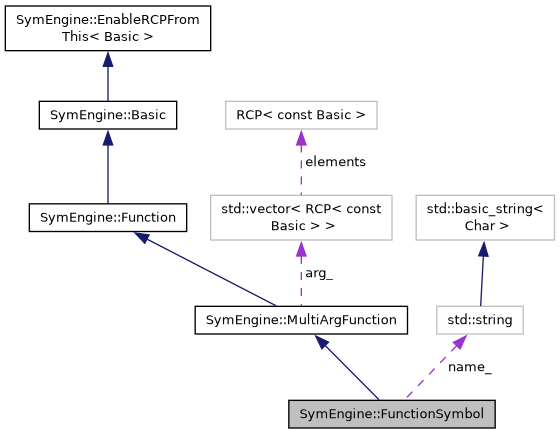 SymEngine::EnableRCPFrom
This< Basic >
SymEngine::Basic
RCP< const Basic >
elements
SymEngine::Function
std::vector< RCP< const
Basic > >
std::basic_string<
Char >
arg_
SymEngine::MultiArgFunction
std::string
name_
SymEngine::FunctionSymbol